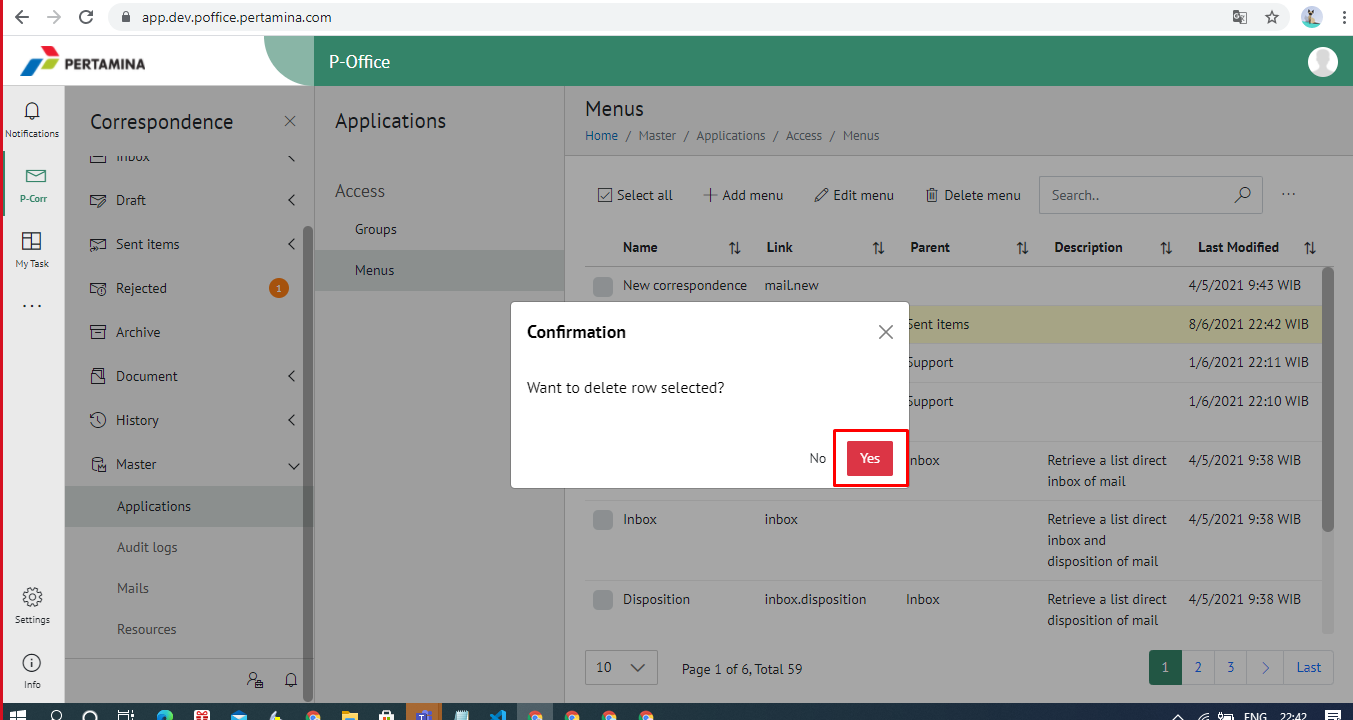 app.dev.poffice.pertamina.com
PERTAMINA
P-Office
Notifications
P-Corr
My Task
...
Settings
Info
Correspondence
Inbox
Draft
Sent items
Rejected
1
Archive
Document
History
Master
Applications
Audit logs
Mails
Resources
Applications
Access
Groups
Menus
Menus
Home / Master / Applications / Access / Menus
Select all
Add menu
Edit menu
Delete menu
Search..
...
Name Link Parent Description Last Modified
New correspondence mail.new 4/5/2021 9:43 WIB
Sent items 8/6/2021 22:42 WIB
Support 1/6/2021 22:11 WIB
Support 1/6/2021 22:10 WIB
Inbox Retrieve a list direct 4/5/2021 9:38 WIB
inbox of mail
Inbox inbox Retrieve a list direct 4/5/2021 9:38 WIB
inbox and
disposition of mail
Disposition inbox.disposition Inbox Retrieve a list direct 4/5/2021 9:38 WIB
disposition of mail
Confirmation
Want to delete row selected?
No
Yes
10
Page 1 of 6, Total 59
1 2 3 Last
ENG 22:42